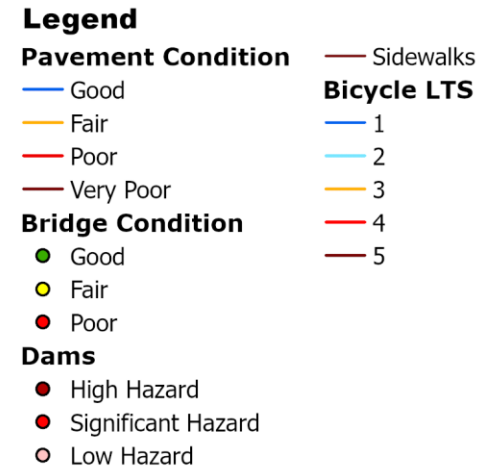 Legend
Pavement Condition
Good
Fair
Poor
Very Poor
Bridge Condition
Good
Fair
Poor
Dams
High Hazard
Significant Hazard
Low Hazard
Sidewalks
Bicycle LTS
1
2
3
4
5